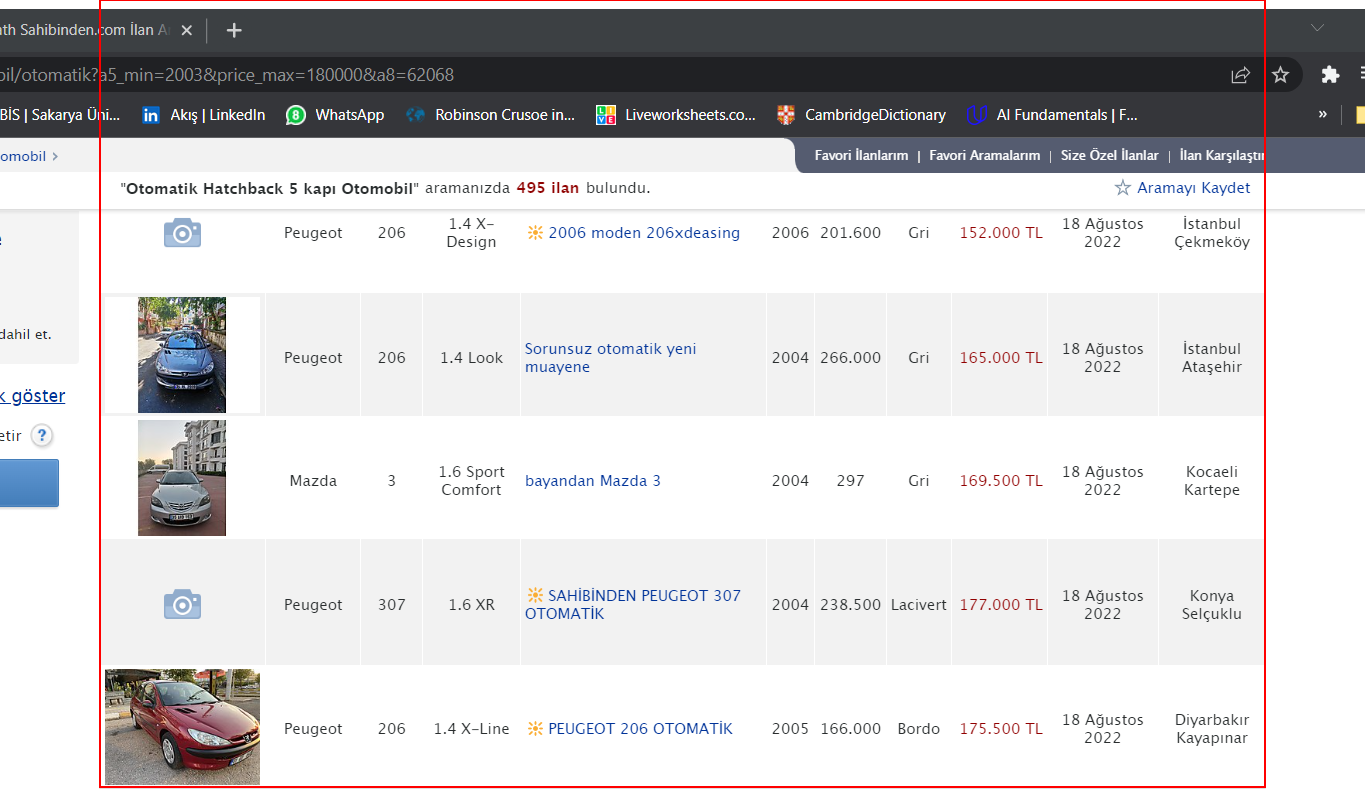 ath Sahibinden.com İlan A
bil/otomatik?a5_min=2003&price_max=180000&a8=62068
BİS | Sakarya Üni... in Akış | LinkedIn 8 WhatsApp Robinson Crusoe in... LIVE Liveworksheets.co... CambridgeDictionary AI Fundamentals | F... »
omobil > Favori İlanlarım | Favori Aramalarım | Size Özel İlanlar | İlan Karşılaştır
"Otomatik Hatchback 5 kapı Otomobil" aramanızda 495 ilan bulundu. Aramayı Kaydet
Peugeot 206 1.4 X-Design 2006 moden 206xdeasing 2006 201.600 Gri 152.000 TL 18 Ağustos 2022 İstanbul Çekmeköy
dahil et.
Peugeot 206 1.4 Look Sorunsuz otomatik yeni muayene 2004 266.000 Gri 165.000 TL 18 Ağustos 2022 İstanbul Ataşehir
k göster
etir ?
Mazda 3 1.6 Sport Comfort bayandan Mazda 3 2004 297 Gri 169.500 TL 18 Ağustos 2022 Kocaeli Kartepe
Peugeot 307 1.6 XR SAHİBİNDEN PEUGEOT 307 OTOMATİK 2004 238.500 Lacivert 177.000 TL 18 Ağustos 2022 Konya Selçuklu
Peugeot 206 1.4 X-Line PEUGEOT 206 OTOMATİK 2005 166.000 Bordo 175.500 TL 18 Ağustos 2022 Diyarbakır Kayapınar